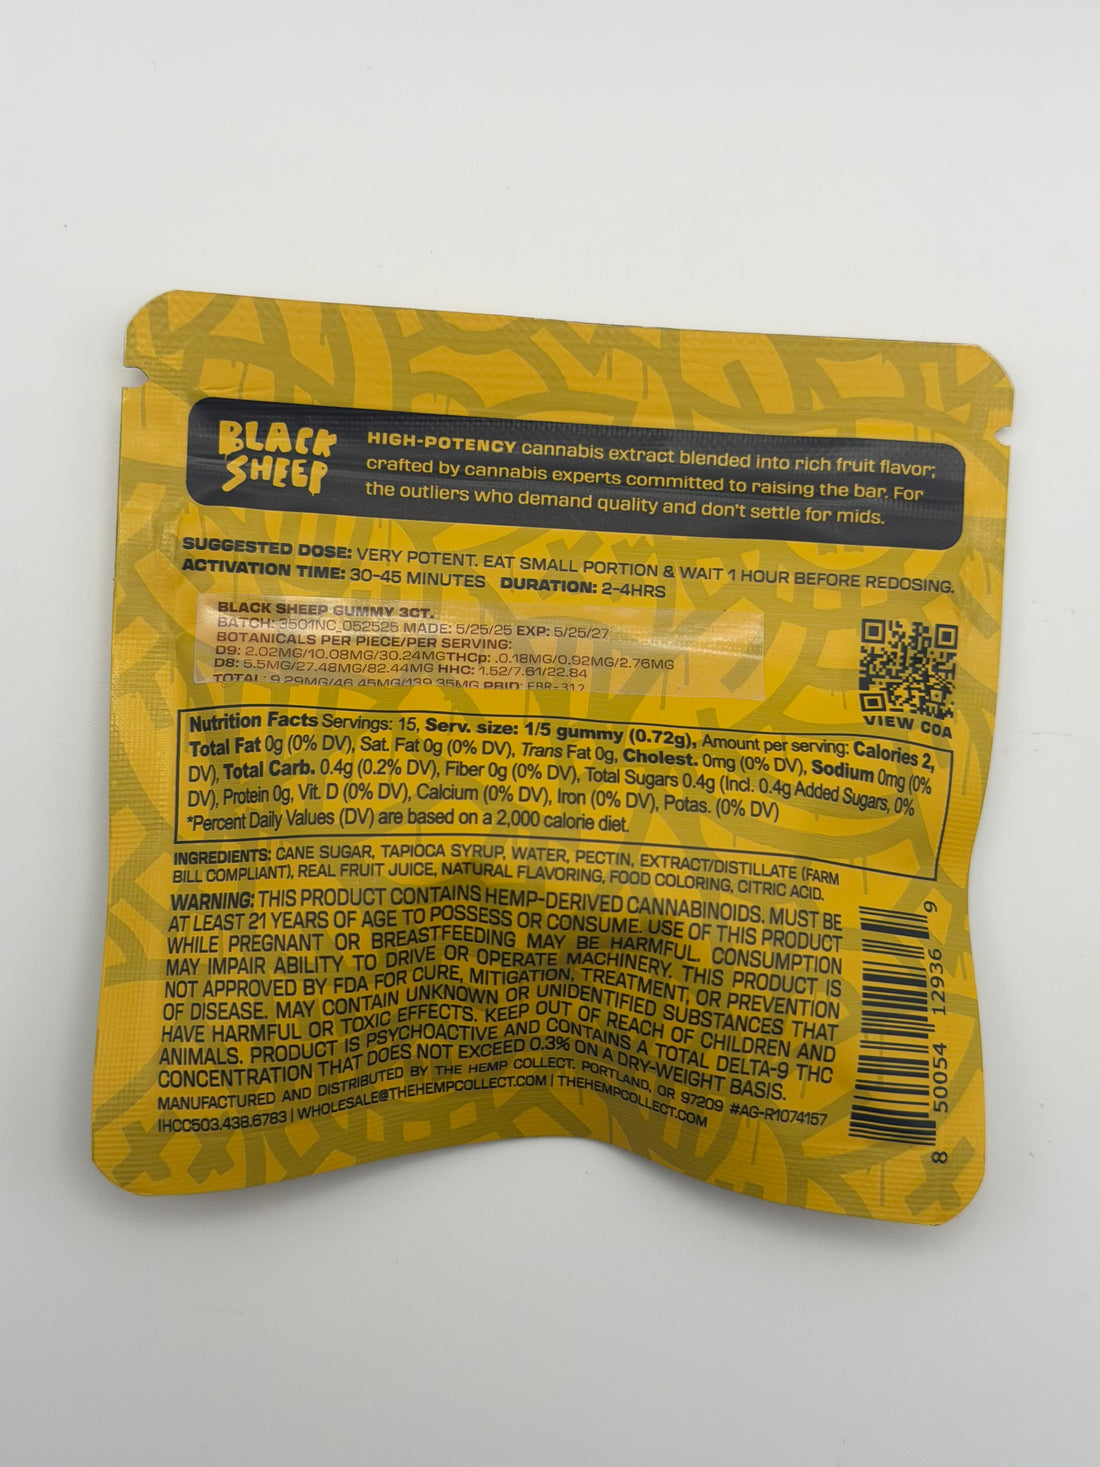 BLACK
SHEEP
HIGH-POTENCY cannabis extract blended into rich fruit flavor;
crafted by cannabis experts committed to raising the bar. For
the outliers who demand quality and don't settle for mids.
SUGGESTED DOSE: VERY POTENT. EAT SMALL PORTION & WAIT 1 HOUR BEFORE REDOSING.
ACTIVATION TIME: 30-45 MINUTES DURATION: 2-4HRS
BLACK SHEEP GUMMY 3CT.
BATCH: 3501NC_052525 MADE: 5/25/25 EXP: 5/25/27
BOTANICALS PER PIECE/PER SERVING:
D9: 2.02MG/10.08MG/30.24MGTHCp: .0.18MG/0.92MG/2.76MG
D8: 5.5MG/27.48MG/82.44MG HHC: 1.52/7.61/22.84
TOTAL: 9.29MG/46.45MG/139.35MG PBID: EBR-312
VIEW COA
Nutrition Facts Servings: 15, Serv. size: 1/5 gummy (0.72g), Amount per serving: Calories 2,
Total Fat 0g (0% DV), Sat. Fat 0g (0% DV), Trans Fat 0g, Cholest. 0mg (0% DV), Sodium 0mg (0%
DV), Total Carb. 0.4g (0.2% DV), Fiber 0g (0% DV), Total Sugars 0.4g (Incl. 0.4g Added Sugars, 0%
DV), Protein 0g, Vit. D (0% DV), Calcium (0% DV), Iron (0% DV), Potas. (0% DV)
*Percent Daily Values (DV) are based on a 2,000 calorie diet.
INGREDIENTS: CANE SUGAR, TAPIOCA SYRUP, WATER, PECTIN, EXTRACT/DISTILLATE (FARM
BILL COMPLIANT), REAL FRUIT JUICE, NATURAL FLAVORING, FOOD COLORING, CITRIC ACID.
WARNING: THIS PRODUCT CONTAINS HEMP-DERIVED CANNABINOIDS. MUST BE
AT LEAST 21 YEARS OF AGE TO POSSESS OR CONSUME. USE OF THIS PRODUCT
WHILE PREGNANT OR BREASTFEEDING MAY BE HARMFUL. CONSUMPTION
MAY IMPAIR ABILITY TO DRIVE OR OPERATE MACHINERY. THIS PRODUCT IS
NOT APPROVED BY FDA FOR CURE, MITIGATION, TREATMENT, OR PREVENTION
OF DISEASE. MAY CONTAIN UNKNOWN OR UNIDENTIFIED SUBSTANCES THAT
HAVE HARMFUL OR TOXIC EFFECTS. KEEP OUT OF REACH OF CHILDREN AND
ANIMALS. PRODUCT IS PSYCHOACTIVE AND CONTAINS A TOTAL DELTA-9 THC
CONCENTRATION THAT DOES NOT EXCEED 0.3% ON A DRY-WEIGHT BASIS.
MANUFACTURED AND DISTRIBUTED BY THE HEMP COLLECT. PORTLAND, OR 97209 #AG-R1074157
IHCC503.438.6783 | WHOLESALE@THEHEMPCOLLECT.COM | THEHEMPCOLLECT.COM
8 50054 12936 9